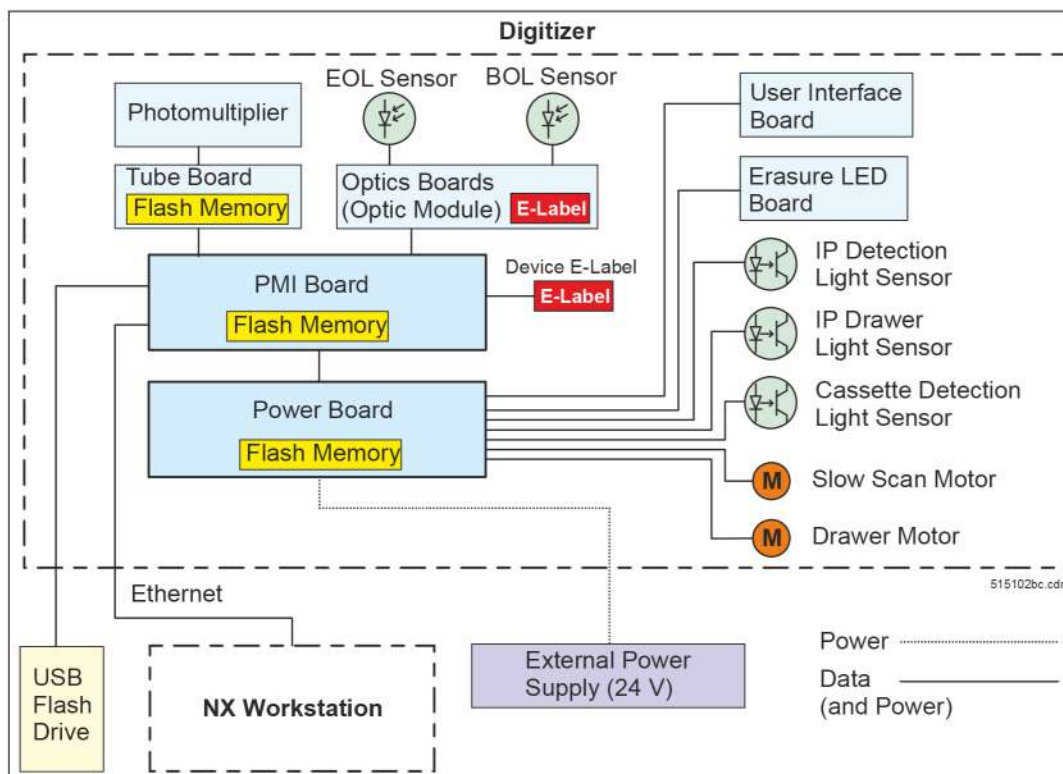 Digitizer
EOL Sensor
BOL Sensor
Photomultiplier
Tube Board
Flash Memory
Optics Boards
(Optic Module)
E-Label
User Interface
Board
Erasure LED
Board
PMI Board
Flash Memory
Device E-Label
E-Label
IP Detection
Light Sensor
IP Drawer
Light Sensor
Cassette Detection
Light Sensor
Power Board
Flash Memory
M
Slow Scan Motor
M
Drawer Motor
515102bc.cdr
Ethernet
USB
Flash
Drive
NX Workstation
External Power
Supply (24 V)
Power
Data
(and Power)